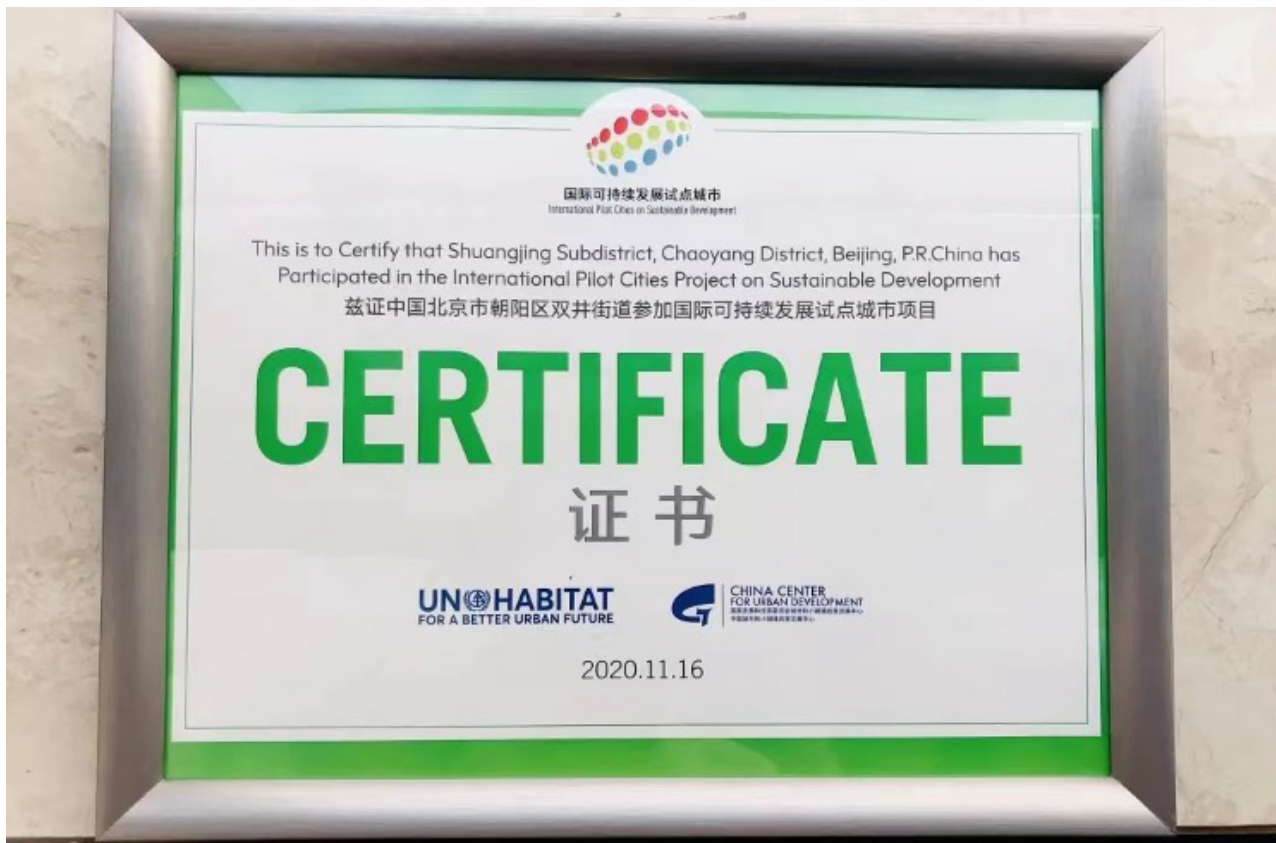 国际可持续发展试点城市
International Pilot Cities on Sustainable Development
This is to Certify that Shuangjing Subdistrict, Chaoyang District, Beijing, P.R.China has
Participated in the International Pilot Cities Project on Sustainable Development
兹证中国北京市朝阳区双井街道参加国际可持续发展试点城市项目
CERTIFICATE
证书
UN HABITAT
FOR A BETTER URBAN FUTURE
CHINA CENTER
FOR URBAN DEVELOPMENT
2020.11.16